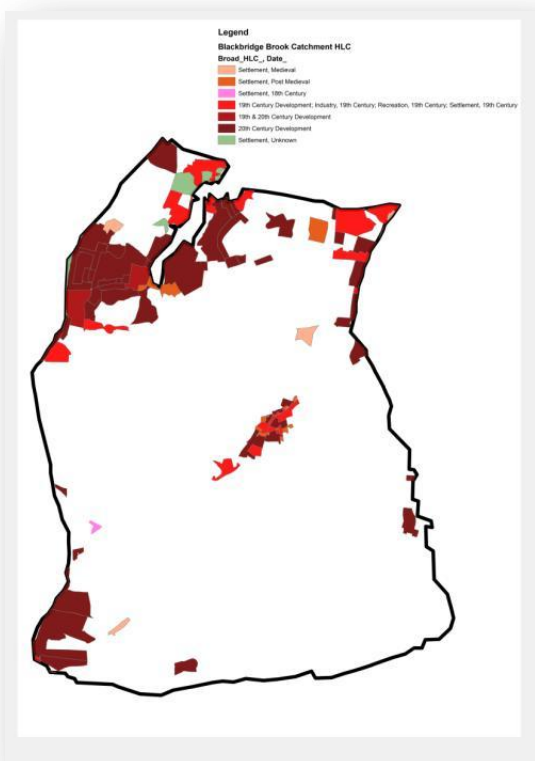 Legend
Blackbridge Brook Catchment HLC
Broad_HLC_, Date_
Settlement, Medieval
Settlement, Post Medieval
Settlement, 18th Century
19th Century Development; Industry, 19th Century; Recreation, 19th Century; Settlement, 19th Century
19th & 20th Century Development
20th Century Development
Settlement, Unknown